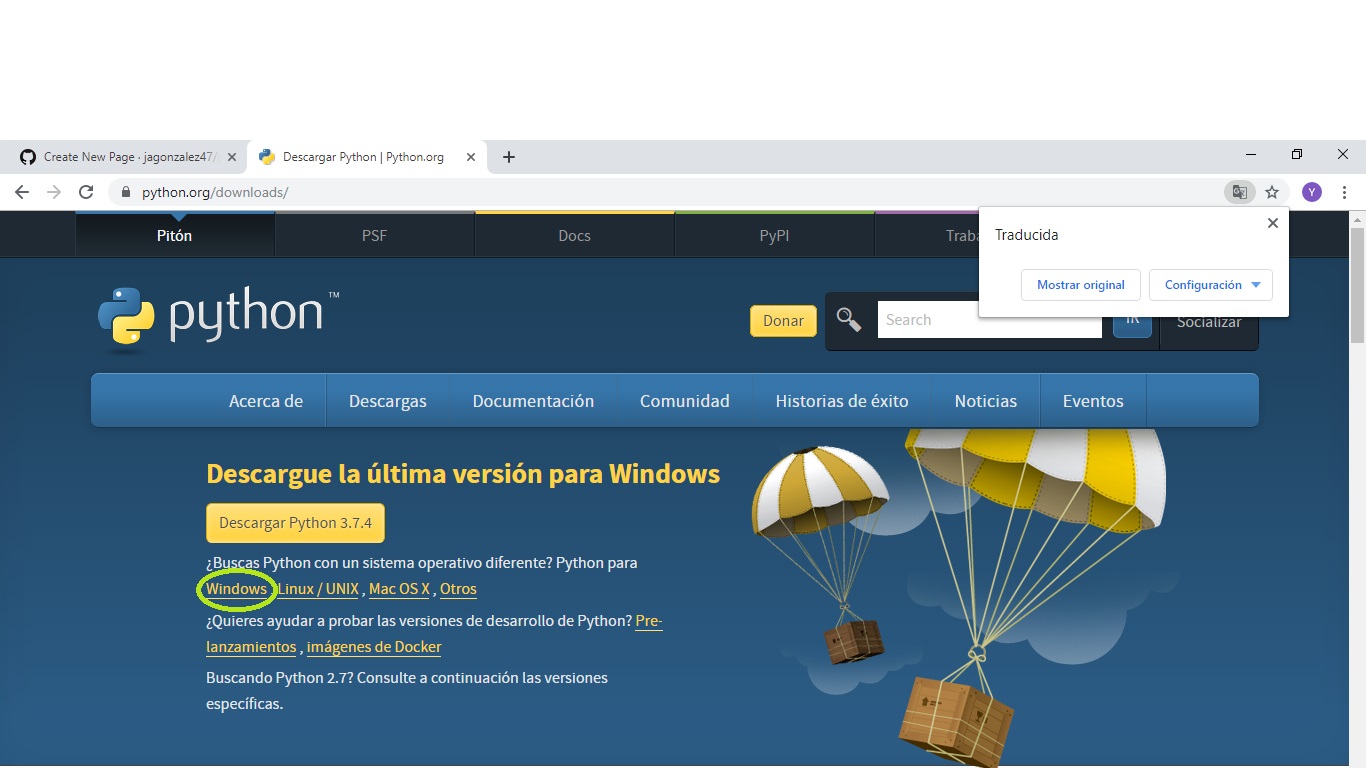 Create New Page · jagonzalez47/
Descargar Python | Python.org
python.org/downloads/
Y
Pitón
PSF
Docs
PyPI
Traba
Traducida
Mostrar original
Configuración
python™
Donar
Search
IR
Socializar
Acerca de
Descargas
Documentación
Comunidad
Historias de éxito
Noticias
Eventos
Descargue la última versión para Windows
Descargar Python 3.7.4
¿Buscas Python con un sistema operativo diferente? Python para
Windows , Linux / UNIX , Mac OS X , Otros
¿Quieres ayudar a probar las versiones de desarrollo de Python? Pre-
lanzamientos , imágenes de Docker
Buscando Python 2.7? Consulte a continuación las versiones
específicas.